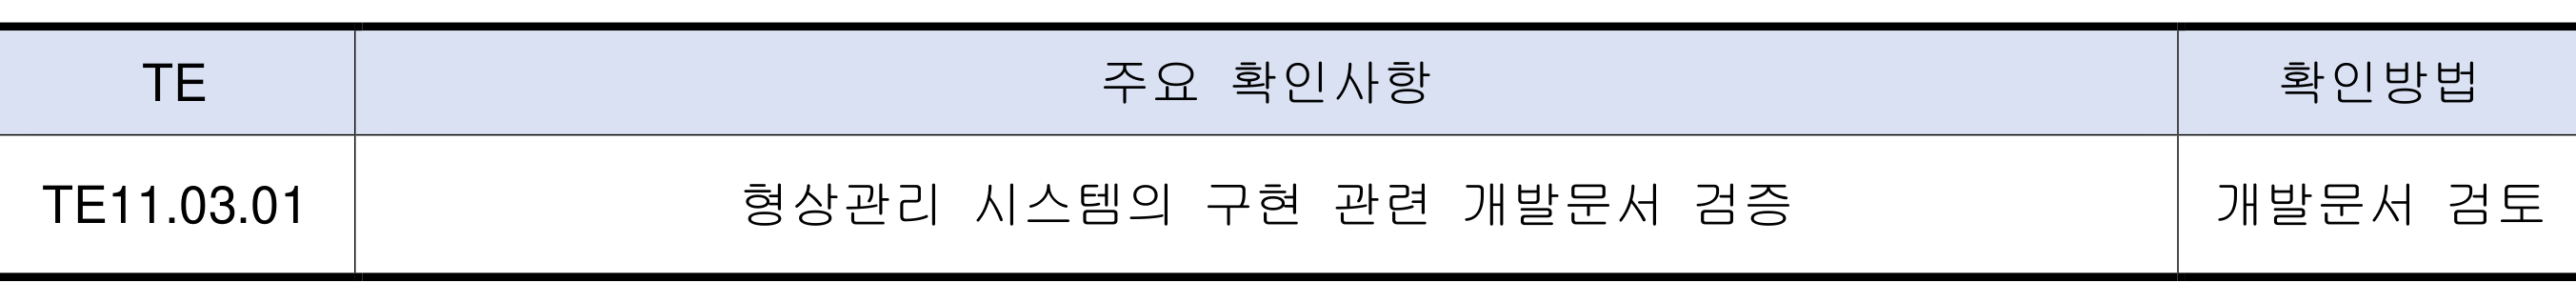 TE 주요 확인사항 확인방법
TE11.03.01 형상관리 시스템의 구현 관련 개발문서 검증 개발문서 검토